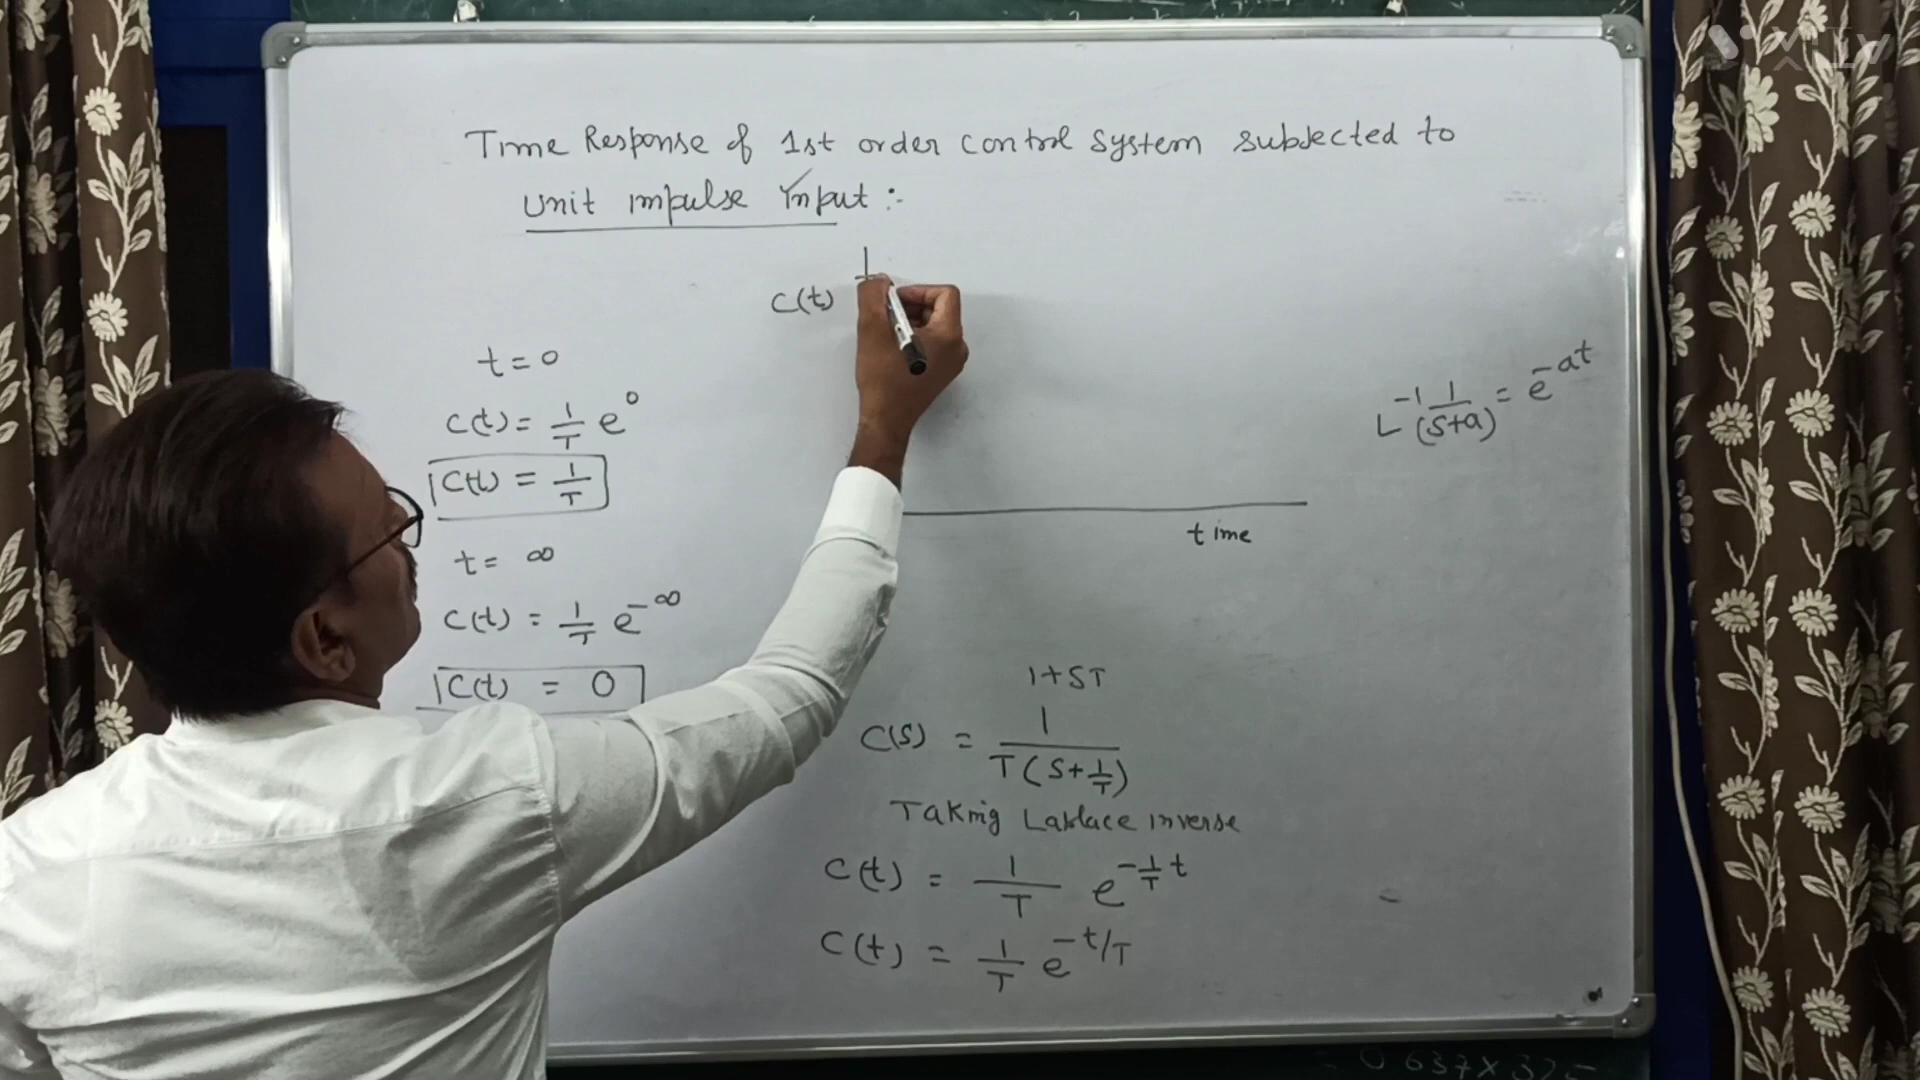 Time Response of 1st order control system subjected to
unit impulse input :-
C(t)
t = 0
C(t) = 1/T e^0
C(t) = 1/T
t = ∞
C(t) = 1/T e^-∞
C(t) = 0
time
L^-1 1/(S+a) = e^-at
1+ST
C(S) = 1/T(S+1/T)
Taking Laplace inverse
C(t) = 1/T e^-1/T t
C(t) = 1/T e^-t/T